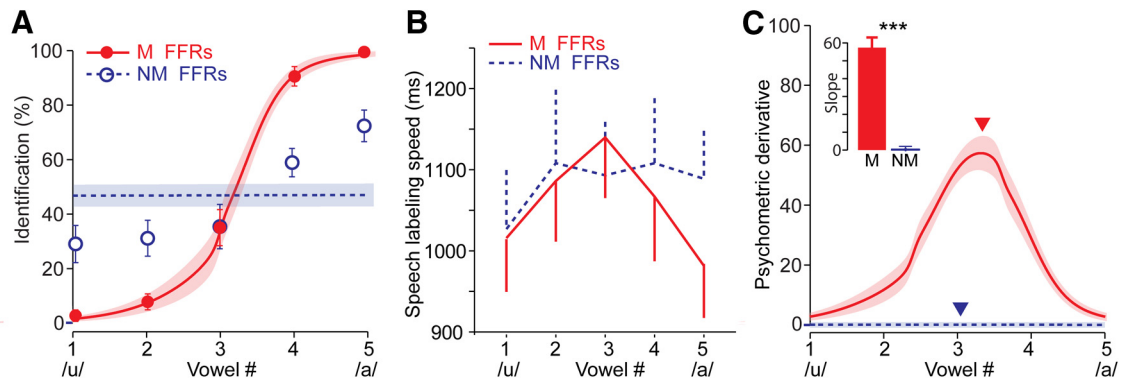 A
M FFRs
NM FFRs
Identification (%)
100
80
60
40
20
0
1 2 3 4 5
/u/ Vowel # /a/
B
M FFRs
NM FFRs
Speech labeling speed (ms)
1200
1100
1000
900
1 2 3 4 5
/u/ Vowel # /a/
C
Psychometric derivative
100
80
60
40
20
0
***
Slope
60
0
M NM
1 2 3 4 5
/u/ Vowel # /a/